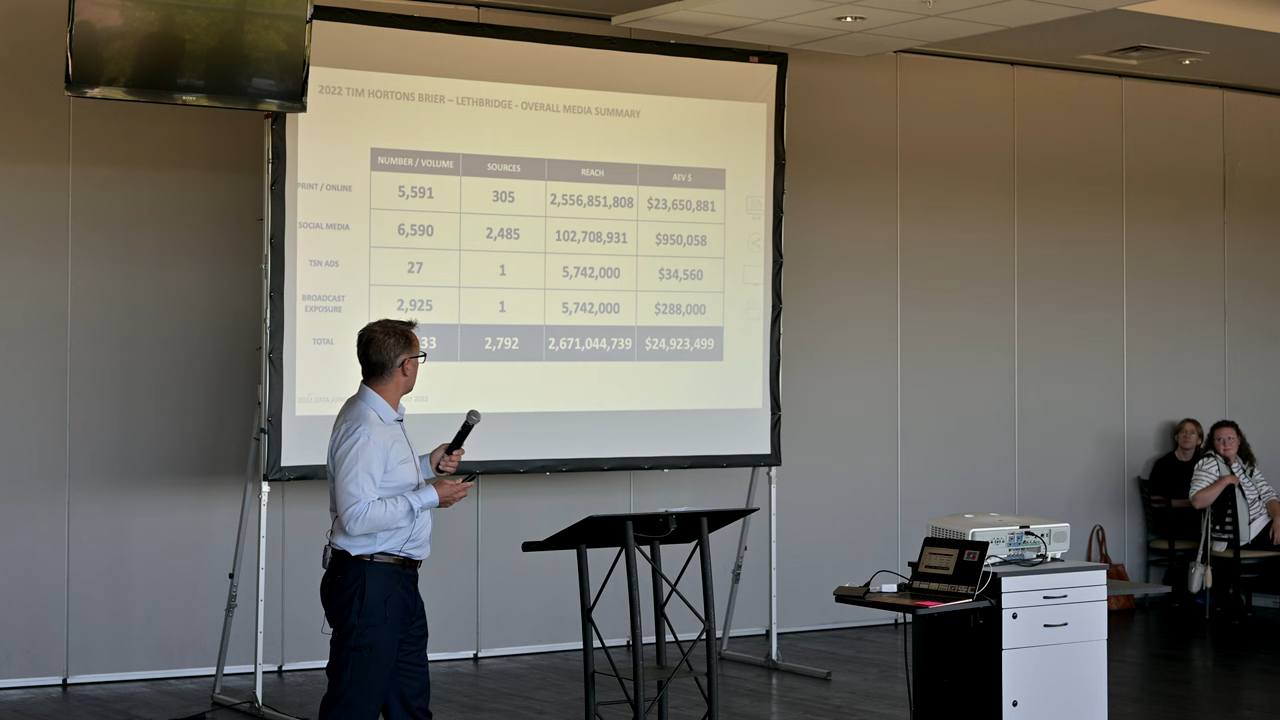 SONY
2022 TIM HORTONS BRIER – LETHBRIDGE - OVERALL MEDIA SUMMARY
NUMBER / VOLUME SOURCES REACH AEV $
PRINT / ONLINE 5,591 305 2,556,851,808 $23,650,881
SOCIAL MEDIA 6,590 2,485 102,708,931 $950,058
TSN ADS 27 1 5,742,000 $34,560
BROADCAST
EXPOSURE 2,925 1 5,742,000 $288,000
TOTAL 33 2,792 2,671,044,739 $24,923,499